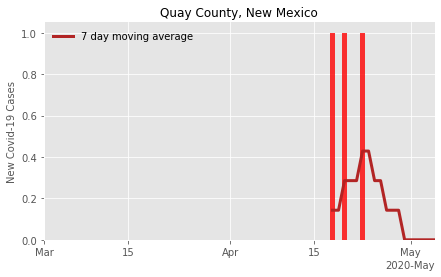 Quay County, New Mexico
7 day moving average
New Covid-19 Cases
1.0
0.8
0.6
0.4
0.2
0.0
Mar 15 Apr 15 May
2020-May